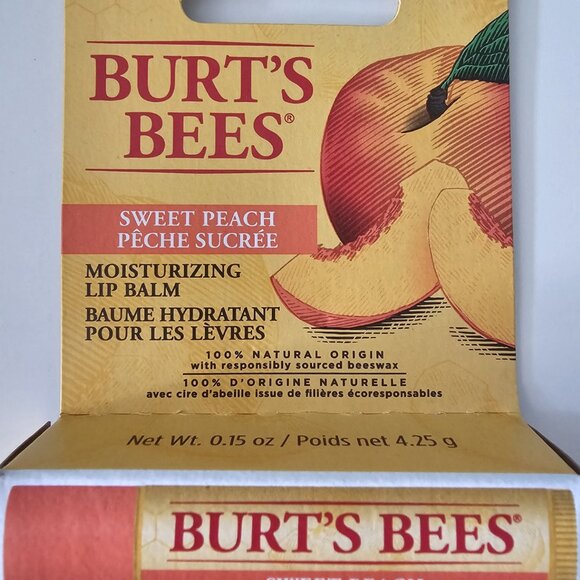 BURT'S
BEES®
SWEET PEACH
PÊCHE SUCRÉE
MOISTURIZING
LIP BALM
BAUME HYDRATANT
POUR LES LÈVRES
100% NATURAL ORIGIN
with responsibly sourced beeswax
100% D'ORIGINE NATURELLE
avec cire d'abeille issue de filières écoresponsables
Net Wt. 0.15 oz / Poids net 4.25 g
BURT'S BEES®
SWEET PEACH